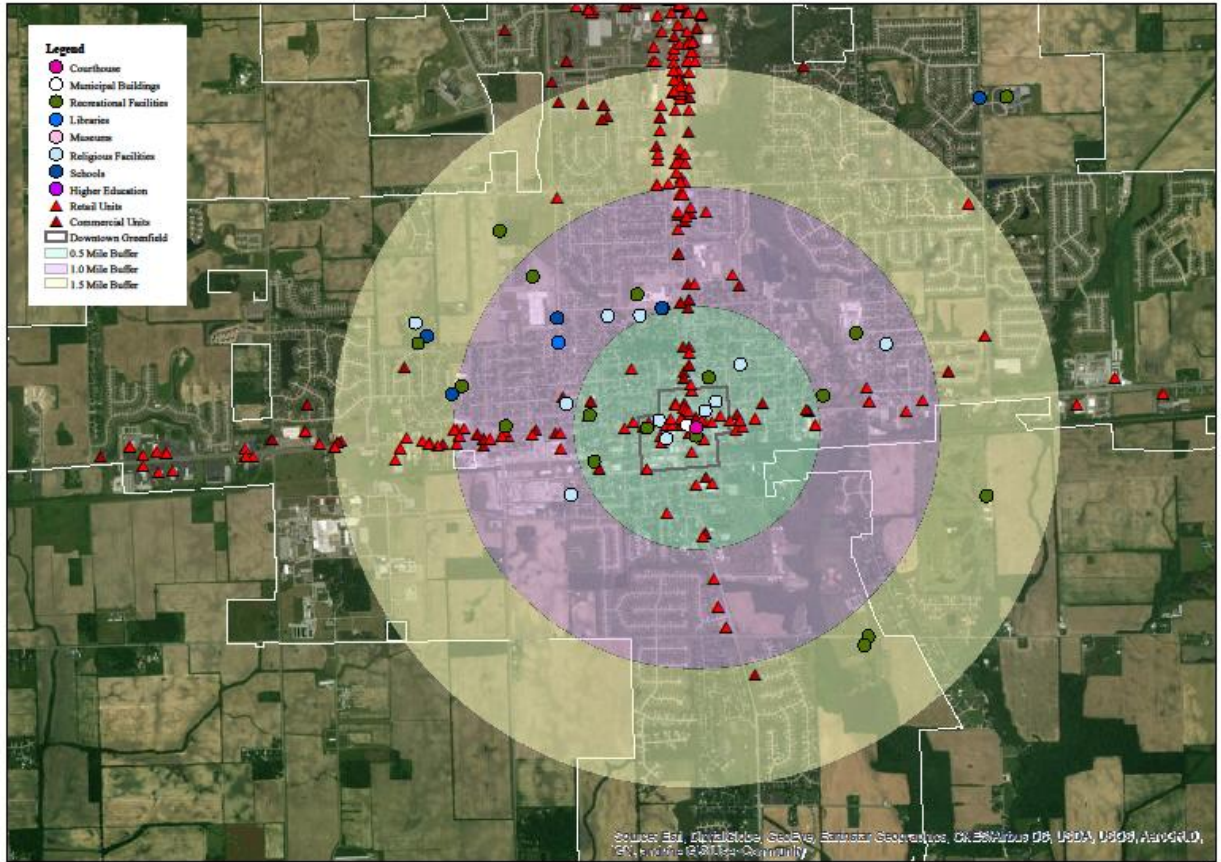 Legend
Courthouse
Municipal Buildings
Recreational Facilities
Libraries
Museums
Religious Facilities
Schools
Higher Education
Retail Units
Commercial Units
Downtown Greenfield
0.5 Mile Buffer
1.0 Mile Buffer
1.5 Mile Buffer
Source: Esri, DigitalGlobe, GeoEye, Earthstar Geographics, CNES/Airbus DS, USDA, USGS, AeroGRID,
IGN, and the GIS User Community